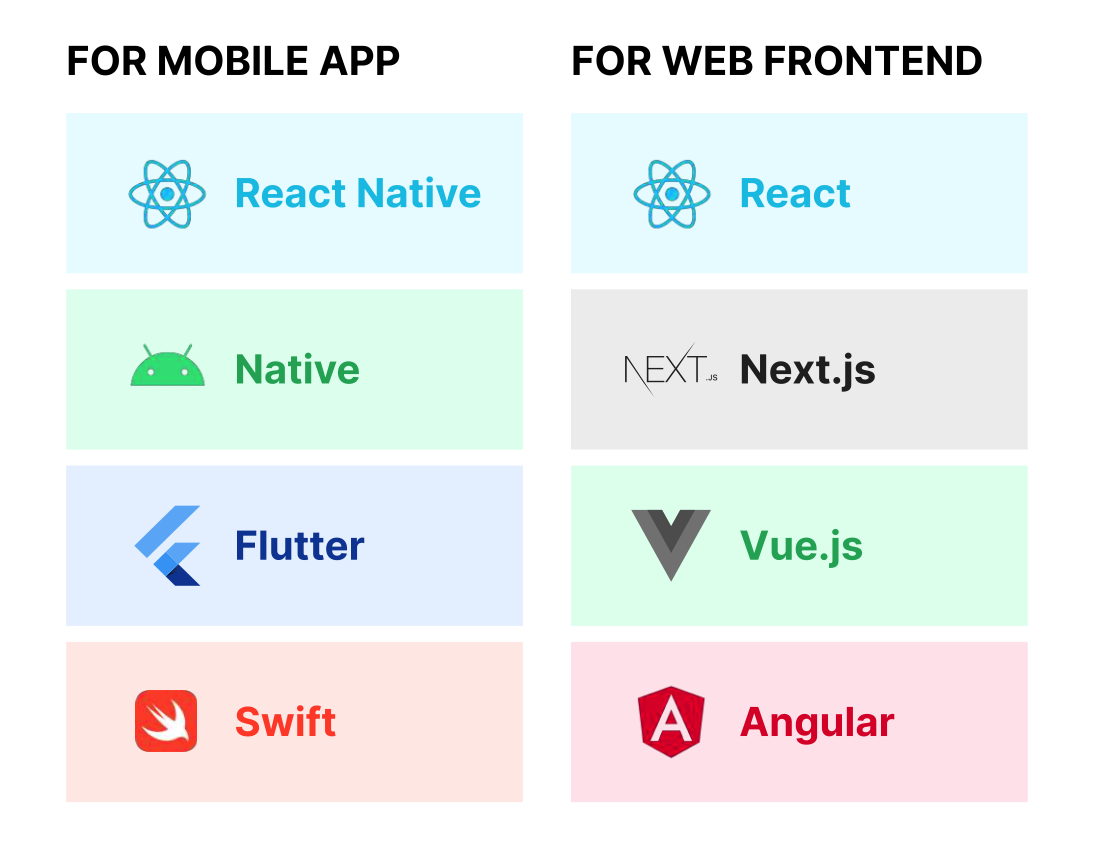 FOR MOBILE APP
React Native
Native
Flutter
Swift
FOR WEB FRONTEND
React
NEXT.JS Next.js
Vue.js
A Angular